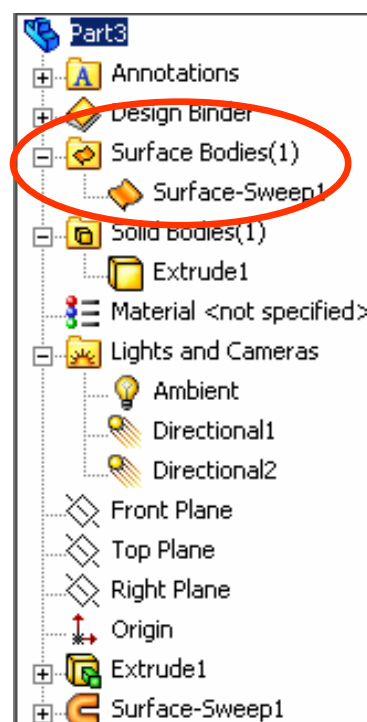 Part3
Annotations
Design Binder
Surface Bodies(1)
Surface-Sweep1
Solid Bodies(1)
Extrude1
Material <not specified>
Lights and Cameras
Ambient
Directional1
Directional2
Front Plane
Top Plane
Right Plane
Origin
Extrude1
Surface-Sweep1